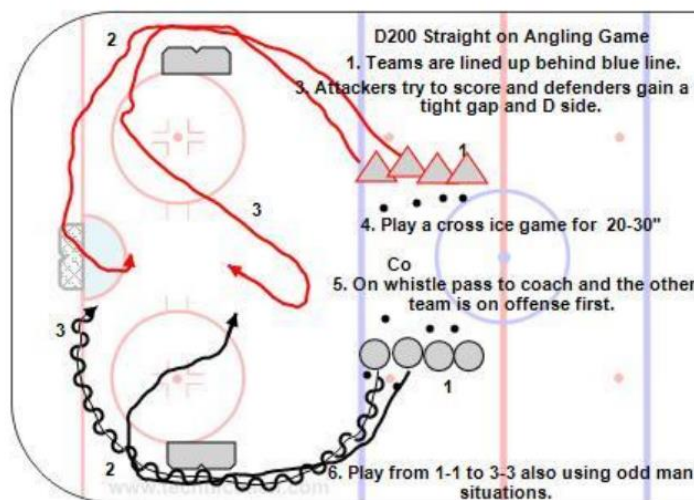 D200 Straight on Angling Game
1. Teams are lined up behind blue line.
3. Attackers try to score and defenders gain a
tight gap and D side.
2
1
3
4. Play a cross ice game for 20-30"
Co
5. On whistle pass to coach and the other
team is on offense first.
3
1
2
6. Play from 1-1 to 3-3 also using odd man
situations.